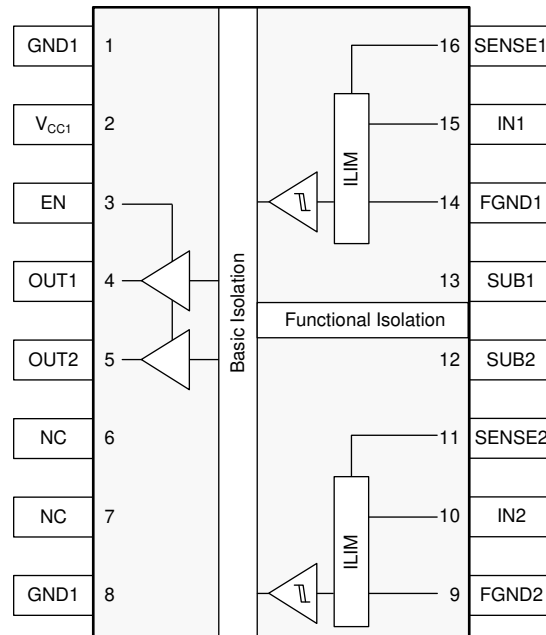 GND1 1 16 SENSE1
V_CC1 2 15 IN1
ILIM
EN 3 14 FGND1
OUT1 4 13 SUB1
Basic Isolation
Functional Isolation
OUT2 5 12 SUB2
NC 6 11 SENSE2
NC 7 10 IN2
ILIM
GND1 8 9 FGND2